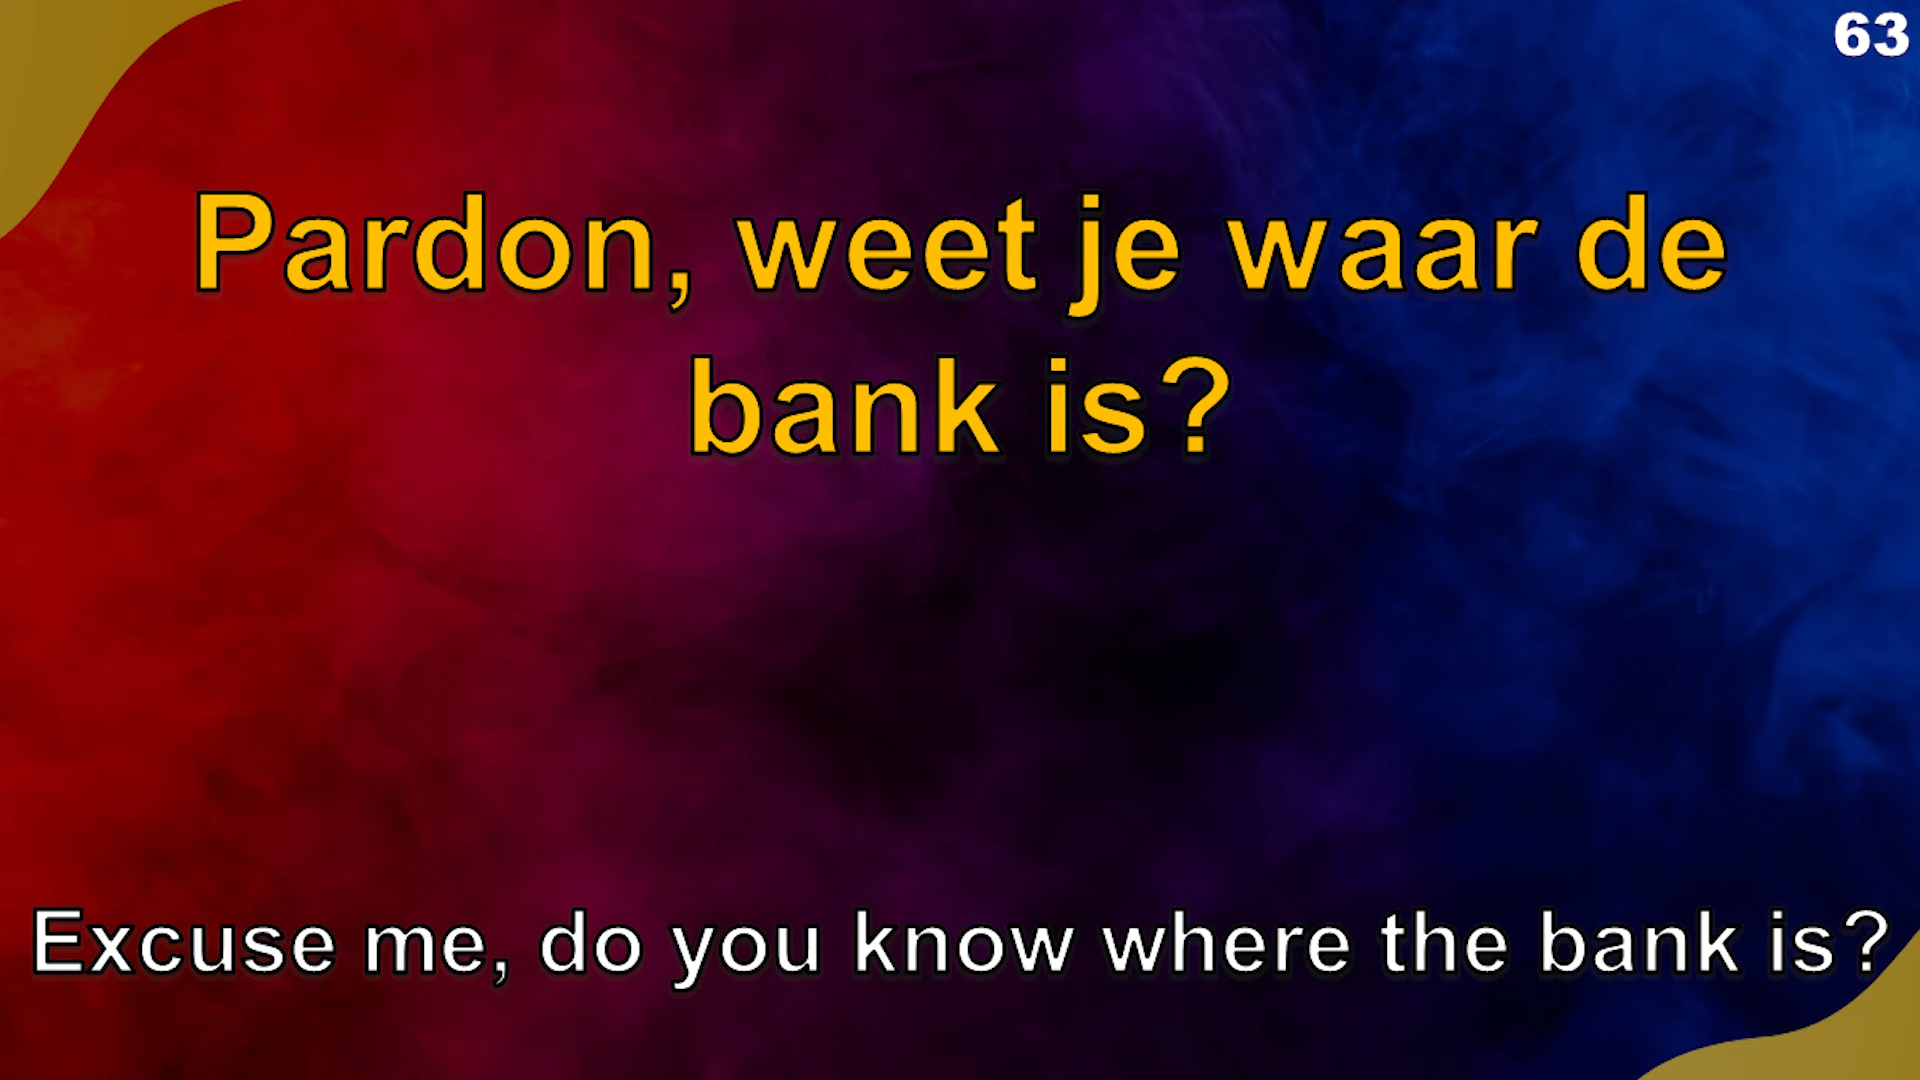 63
Pardon, weet je waar de
bank is?
Excuse me, do you know where the bank is?